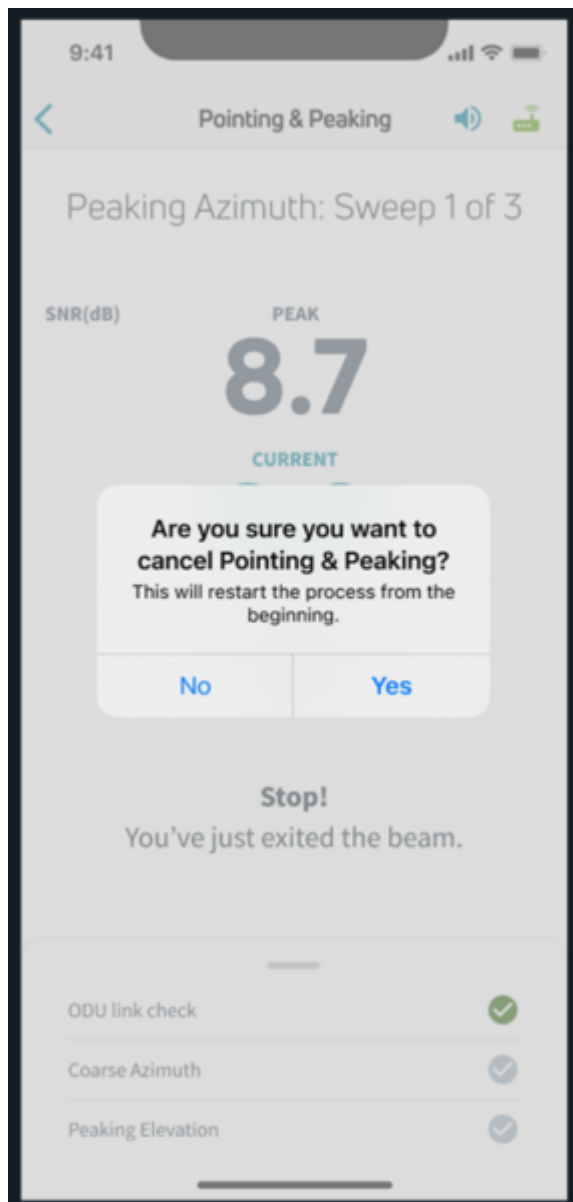 9:41
Pointing & Peaking
Peaking Azimuth: Sweep 1 of 3
SNR(dB)
PEAK
8.7
CURRENT
Are you sure you want to
cancel Pointing & Peaking?
This will restart the process from the
beginning.
No
Yes
Stop!
You've just exited the beam.
ODU link check
Coarse Azimuth
Peaking Elevation